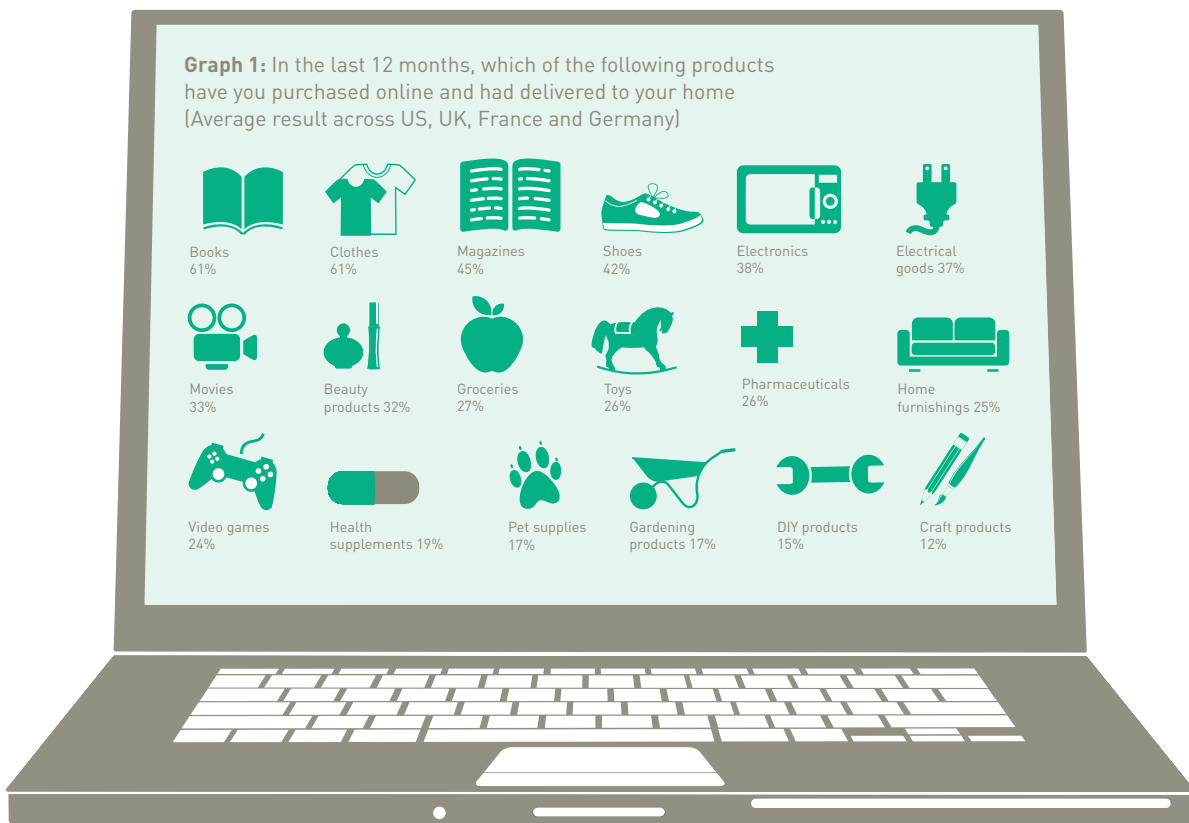 Graph 1: In the last 12 months, which of the following products
have you purchased online and had delivered to your home
(Average result across US, UK, France and Germany)
Books
61%
Clothes
61%
Magazines
45%
Shoes
42%
Electronics
38%
Electrical
goods 37%
Movies
33%
Beauty
products 32%
Groceries
27%
Toys
26%
Pharmaceuticals
26%
Home
furnishings 25%
Video games
24%
Health
supplements 19%
Pet supplies
17%
Gardening
products 17%
DIY products
15%
Craft products
12%